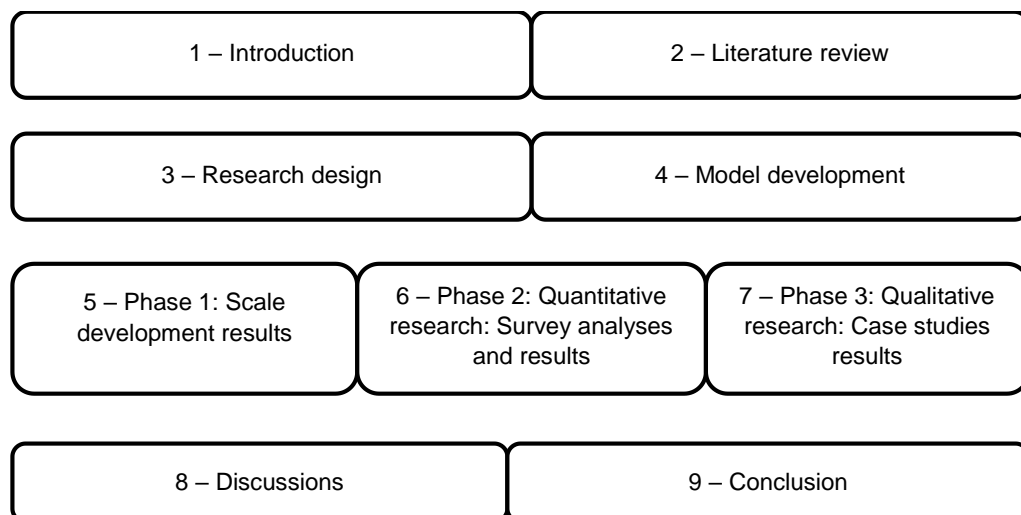 1 – Introduction
2 – Literature review
3 – Research design
4 – Model development
5 – Phase 1: Scale
development results
6 – Phase 2: Quantitative
research: Survey analyses
and results
7 – Phase 3: Qualitative
research: Case studies
results
8 – Discussions
9 – Conclusion